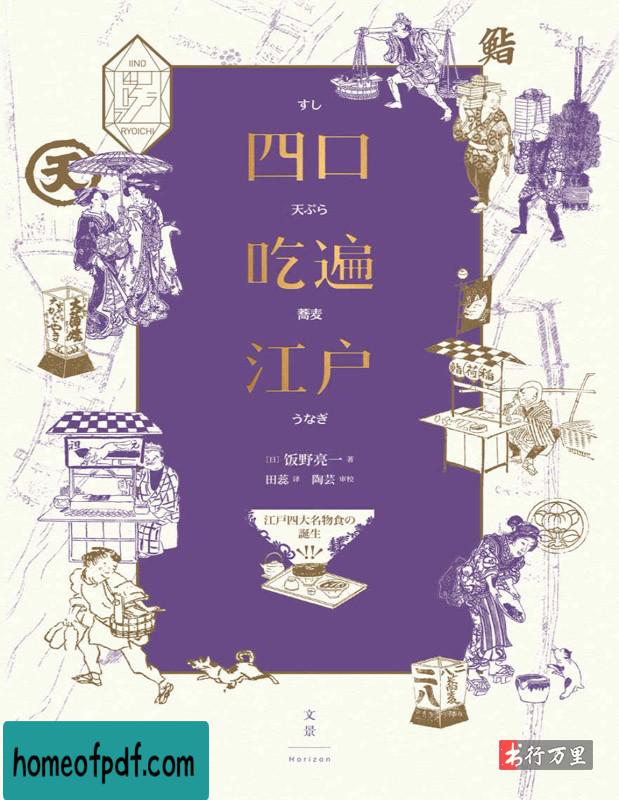 IINO
RYOICHI
鮨
天
すし
四口
天ぷら
吃遍
蕎麦
江户
うなぎ
［日］饭野亮一 著
田蕊 译 陶芸 审校
江戸四大名物食の
誕生
!!
鮨荷稲
二八
文
景
Horizon
homeofpdf.com
书行万里